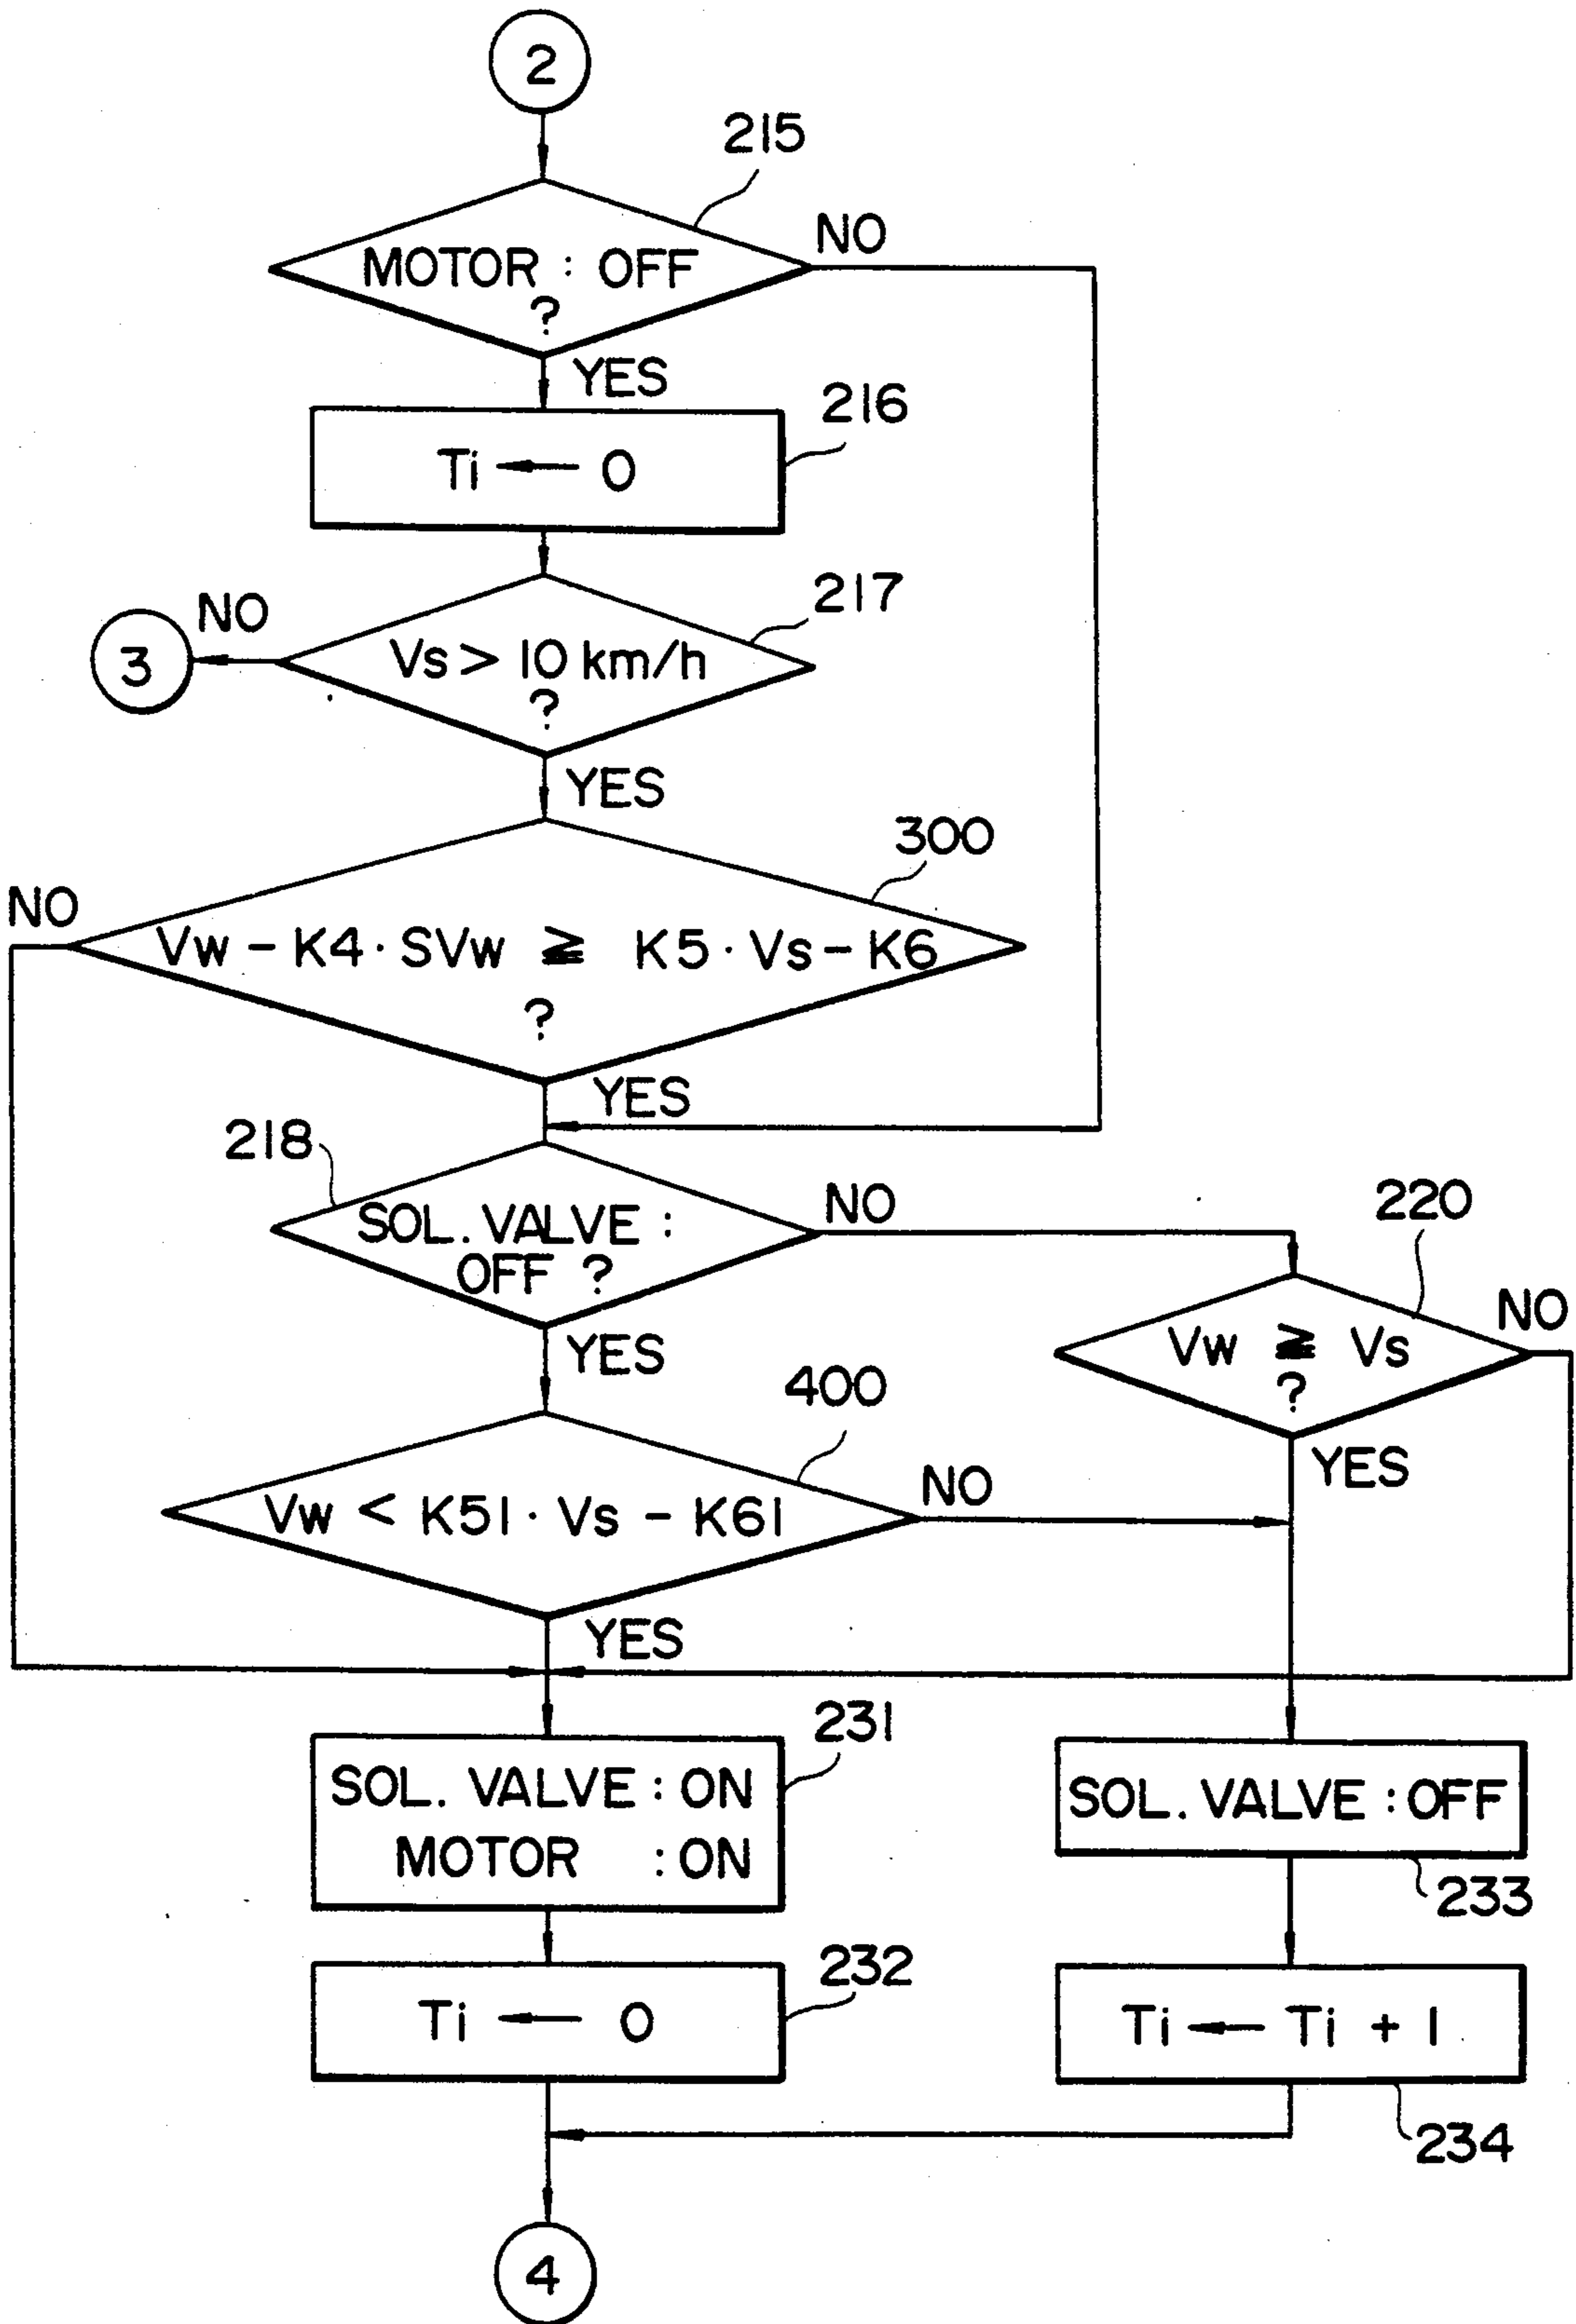 2
215
MOTOR : OFF
?
NO
YES
216
Ti ← 0
217
NO
3
Vs > 10 km/h
?
YES
300
NO
Vw - K4 · SVw ≧ K5 · Vs - K6
?
YES
218
SOL. VALVE :
OFF ?
NO
220
YES
Vw ≧ Vs
?
NO
YES
400
Vw < K51 · Vs - K61
NO
YES
231
SOL. VALVE : ON
MOTOR : ON
SOL. VALVE : OFF
233
232
Ti ← 0
Ti ← Ti + 1
234
4